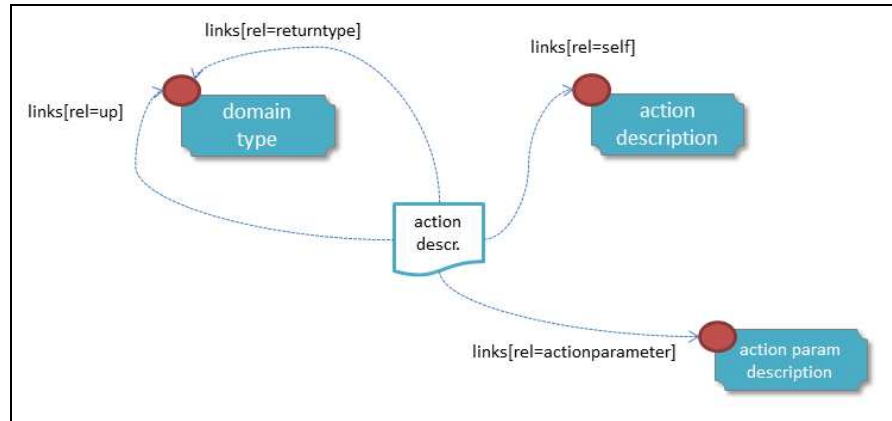 links[rel=returntype]
links[rel=self]
links[rel=up]
domain
type
action
description
action
descr.
links[rel=actionparameter]
action param
description